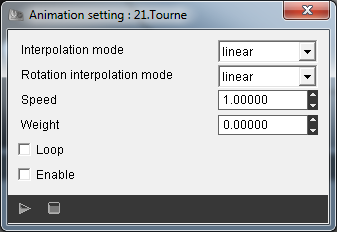 Animation setting : 21.Tourne
Interpolation mode linear
Rotation interpolation mode linear
Speed 1.00000
Weight 0.00000
Loop
Enable